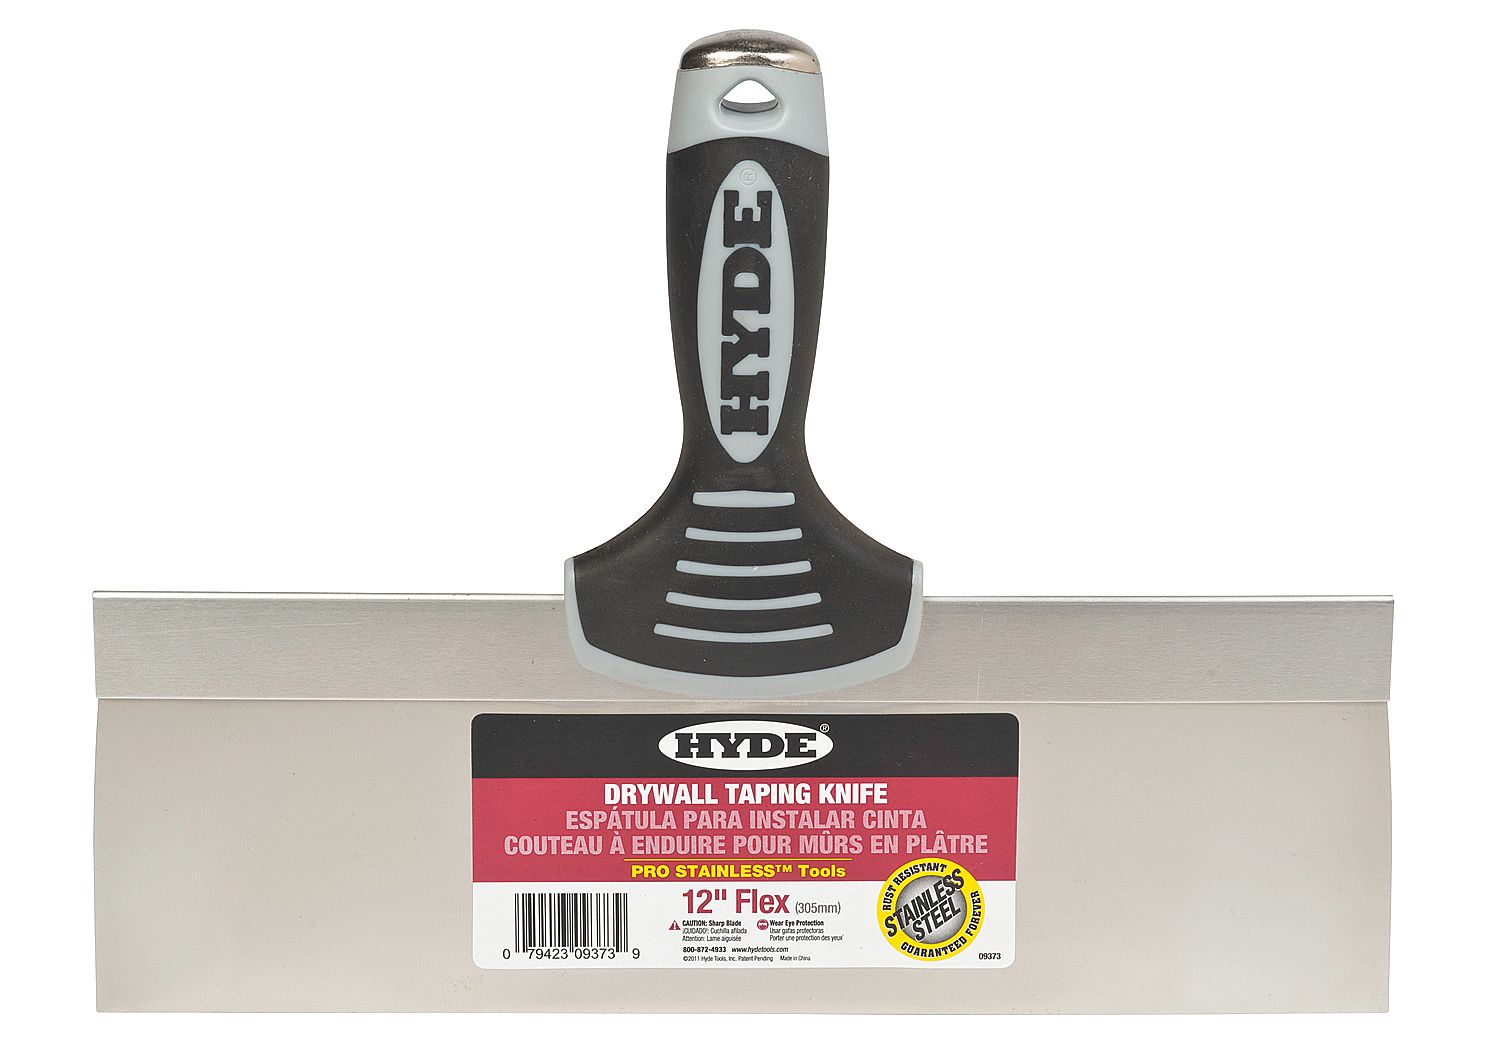 HYDE®
HYDE®
DRYWALL TAPING KNIFE
ESPÁTULA PARA INSTALAR CINTA
COUTEAU À ENDUIRE POUR MÛRS EN PLÂTRE
PRO STAINLESS™ Tools
12" Flex (305mm)
CAUTION: Sharp Blade
¡CUIDADO!: Cuchilla afilada
Attention: Lame aiguisée
Wear Eye Protection
Usar gafas protectoras
Porter une protection des yeux
800-872-4933 www.hydetools.com
©2011 Hyde Tools, Inc. Patent Pending Made in China
0 79423 09373 9
RUST RESISTANT
STAINLESS
STEEL
GUARANTEED FOREVER
09373